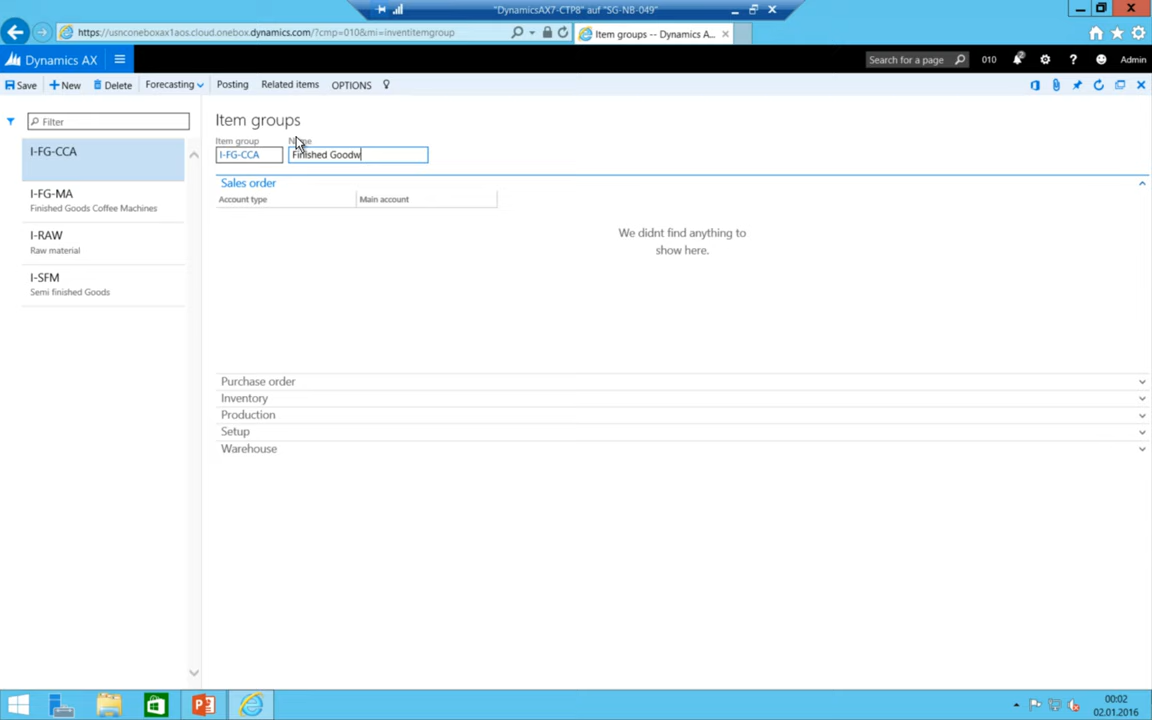 "DynamicsAX7-CTP8" auf "SG-NB-049"
https://usnconeboxax1aos.cloud.onebox.dynamics.com/?cmp=010&mi=inventitemgroup
Item groups -- Dynamics A...
Dynamics AX
Search for a page
010
?
Admin
Save
New
Delete
Forecasting
Posting
Related items
OPTIONS
Filter
Item groups
Item group
I-FG-CCA
Finished Goodw
I-FG-CCA
I-FG-MA
Finished Goods Coffee Machines
I-RAW
Raw material
I-SFM
Semi finished Goods
Sales order
Account type
Main account
We didnt find anything to
show here.
Purchase order
Inventory
Production
Setup
Warehouse
00:02
02.01.2016